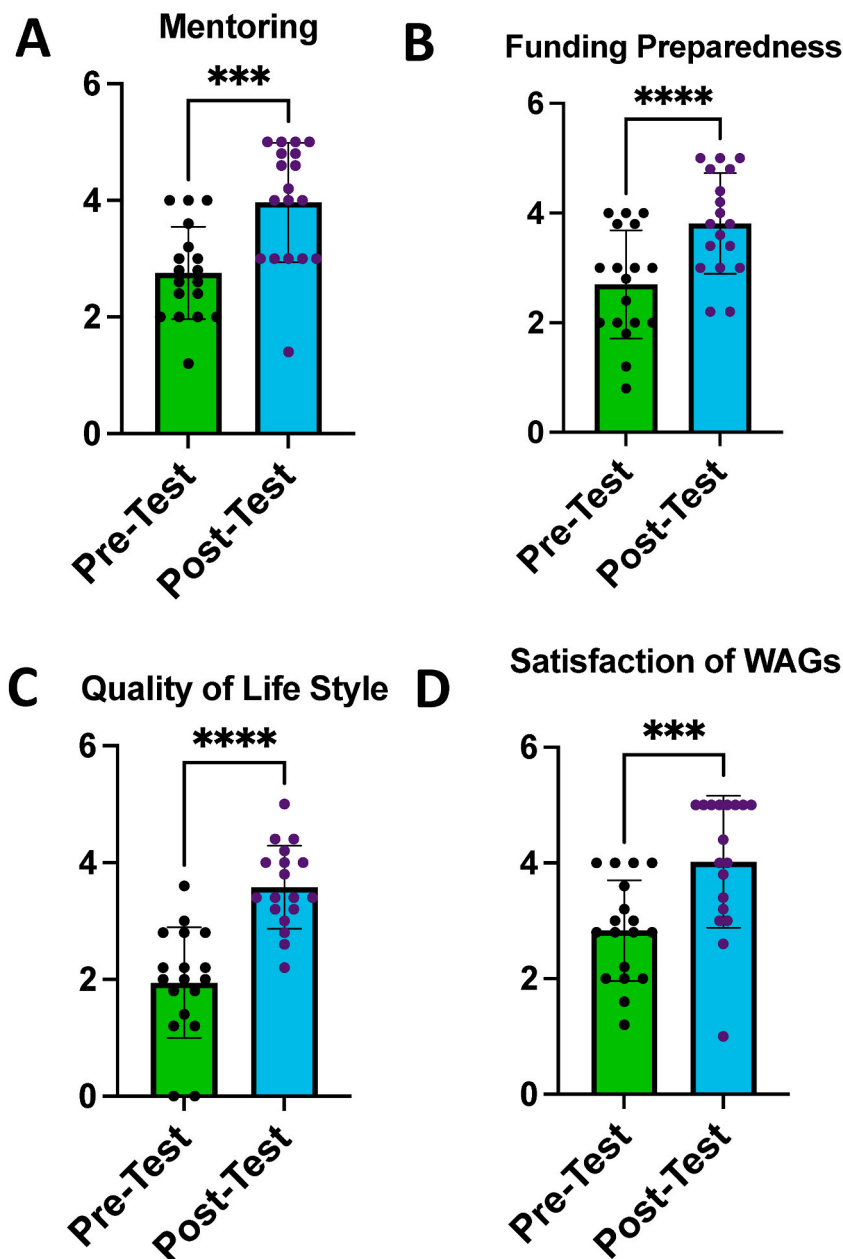 A
Mentoring
***
6
4
2
0
Pre-Test
Post-Test
B
Funding Preparedness
****
6
4
2
0
Pre-Test
Post-Test
C
Quality of Life Style
****
6
4
2
0
Pre-Test
Post-Test
D
Satisfaction of WAGs
***
6
4
2
0
Pre-Test
Post-Test